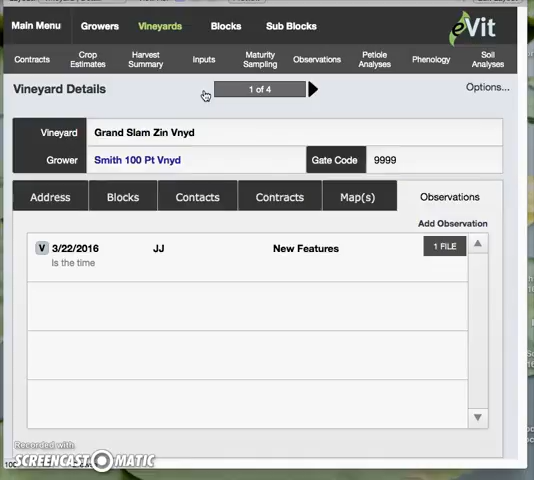 Main Menu Growers Vineyards Blocks Sub Blocks eVit
Contracts Crop Estimates Harvest Summary Inputs Maturity Sampling Observations Petiole Analyses Phenology Soil Analyses
Vineyard Details 1 of 4 Options...
Vineyard Grand Slam Zin Vnyd
Grower Smith 100 Pt Vnyd Gate Code 9999
Address Blocks Contacts Contracts Map(s) Observations
Add Observation
V 3/22/2016 JJ New Features 1 FILE
Is the time
Recorded with
SCREENCAST-O-MATIC